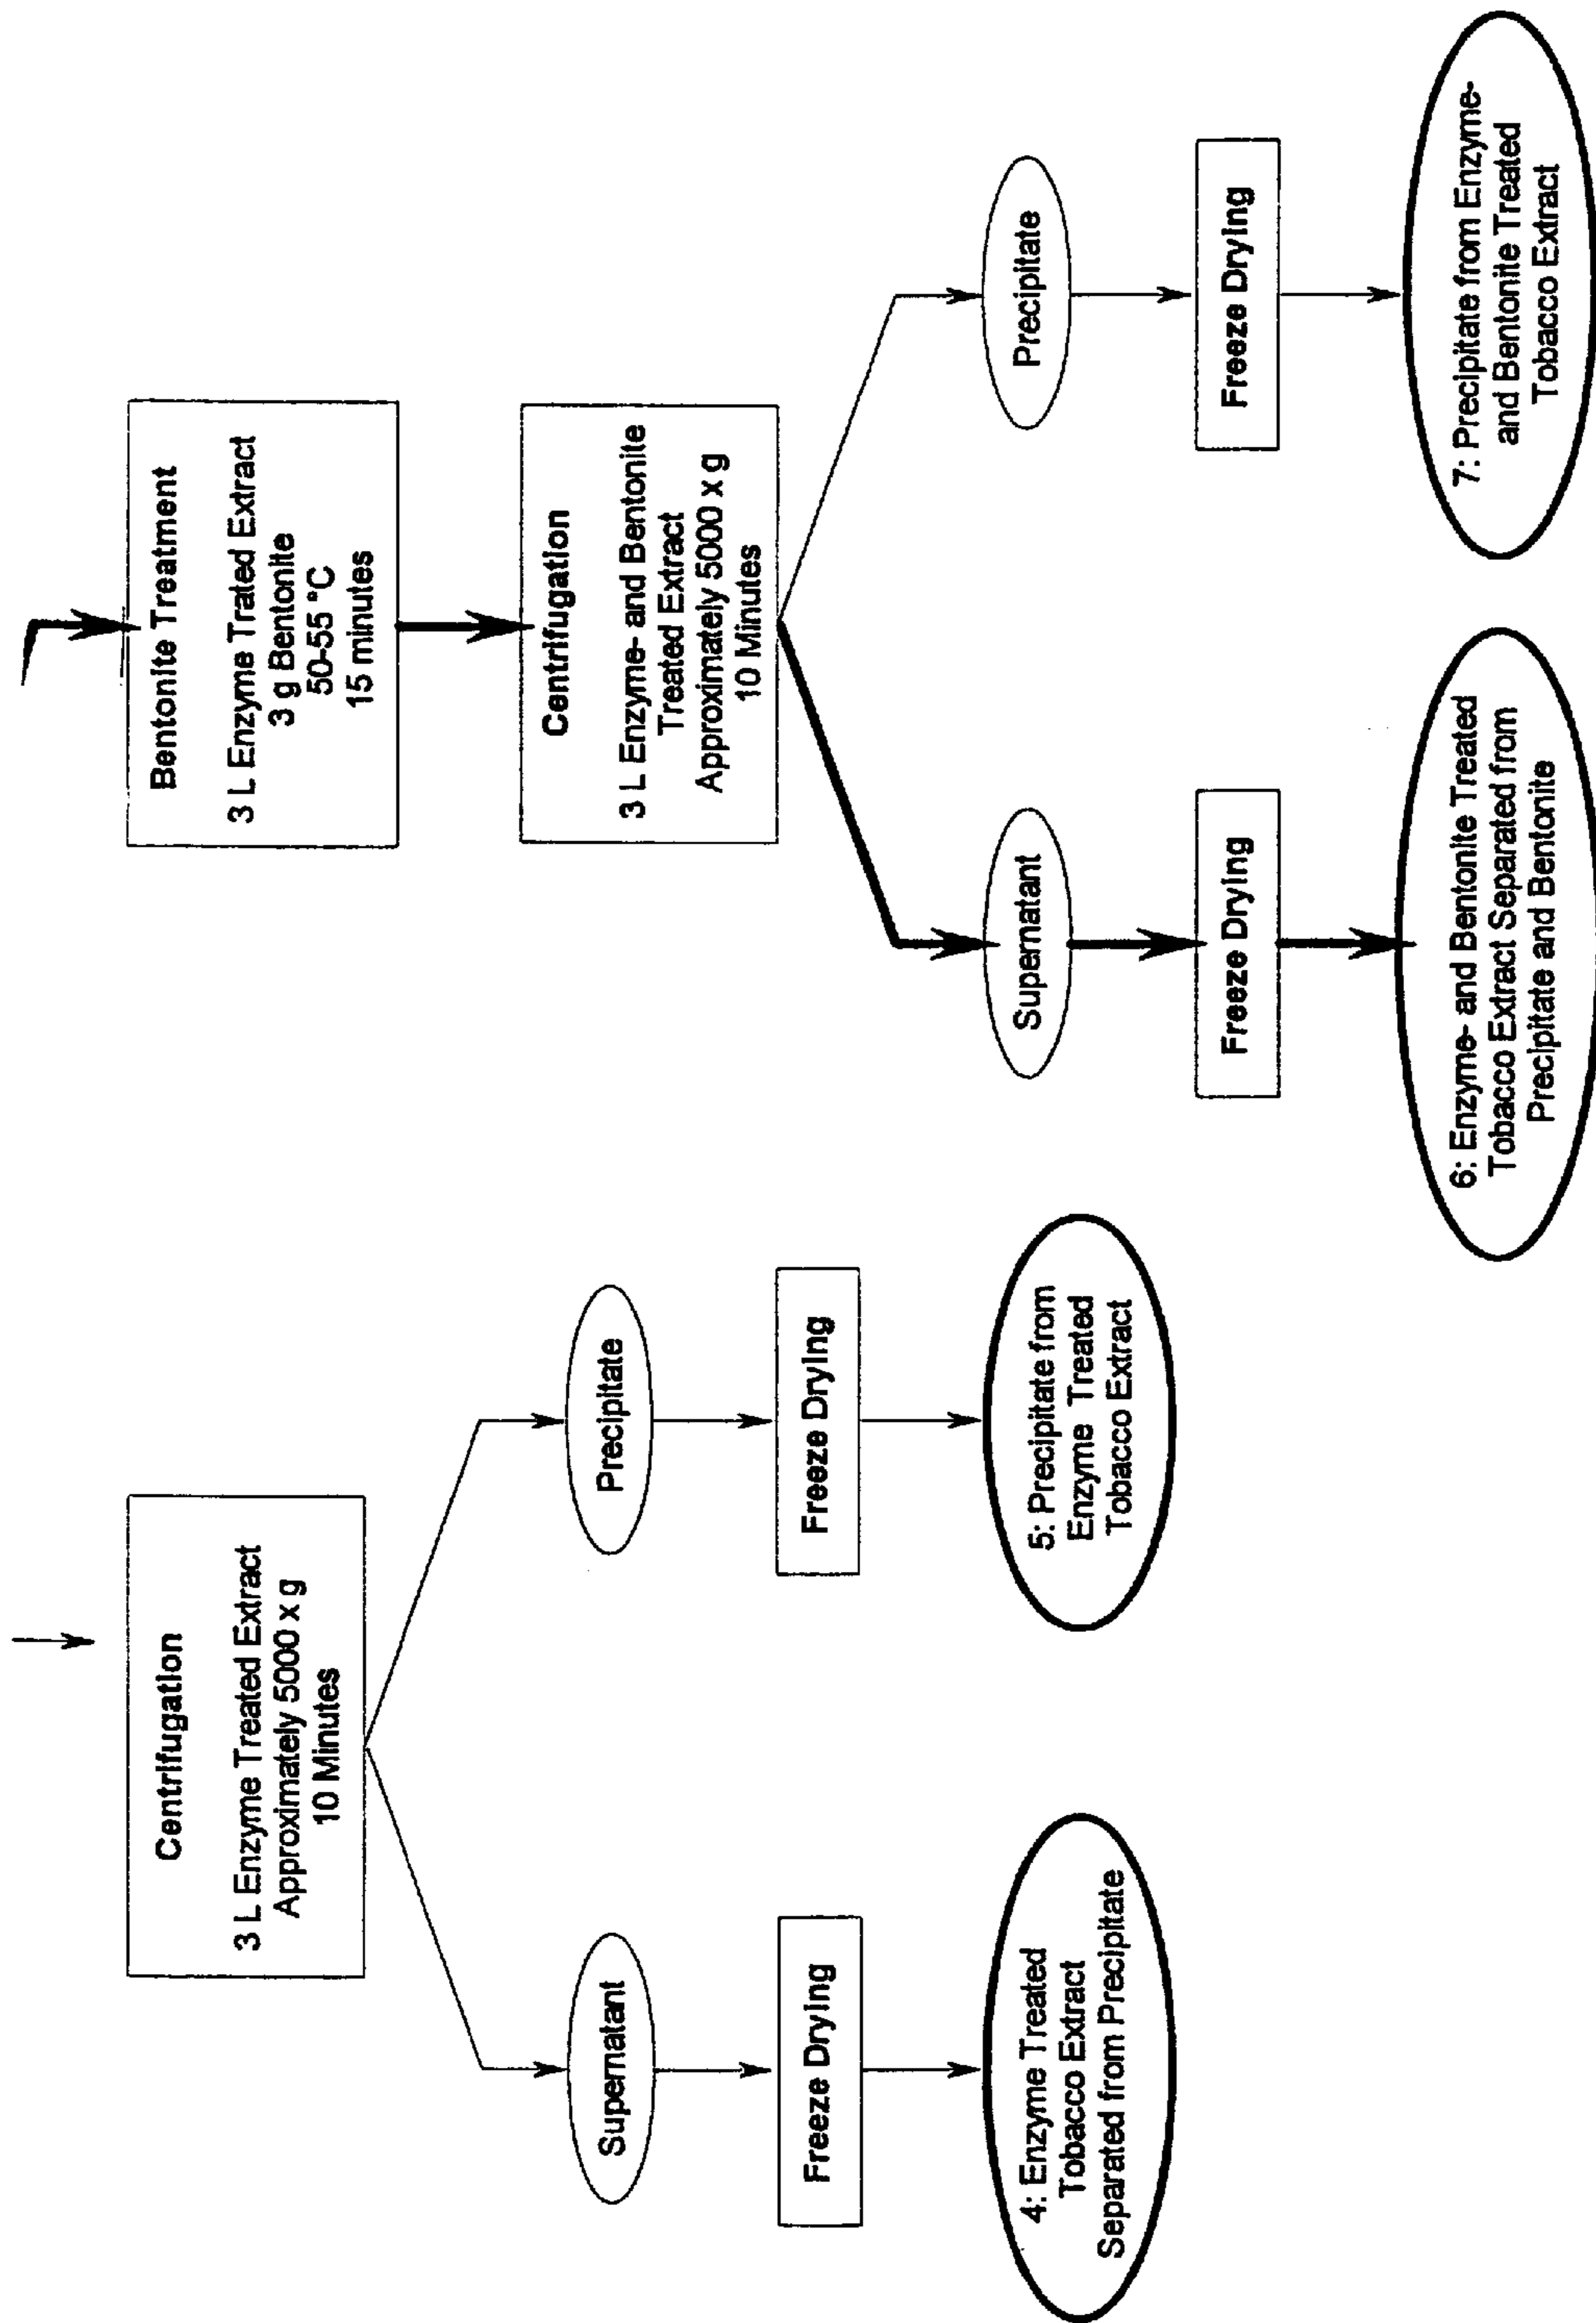 Centrifugation
3 L Enzyme Treated Extract
Approximately 5000 x g
10 Minutes
Supernatant
Freeze Drying
4: Enzyme Treated
Tobacco Extract
Separated from Precipitate
Precipitate
Freeze Drying
5: Precipitate from
Enzyme Treated
Tobacco Extract
Bentonite Treatment
3 L Enzyme Trated Extract
3 g Bentonite
50-55 °C
15 minutes
Centrifugation
3 L Enzyme- and Bentonite
Treated Extract
Approximately 5000 x g
10 Minutes
Supernatant
Freeze Drying
6: Enzyme- and Bentonite Treated
Tobacco Extract Separated from
Precipitate and Bentonite
Precipitate
Freeze Drying
7: Precipitate from Enzyme-
and Bentonite Treated
Tobacco Extract